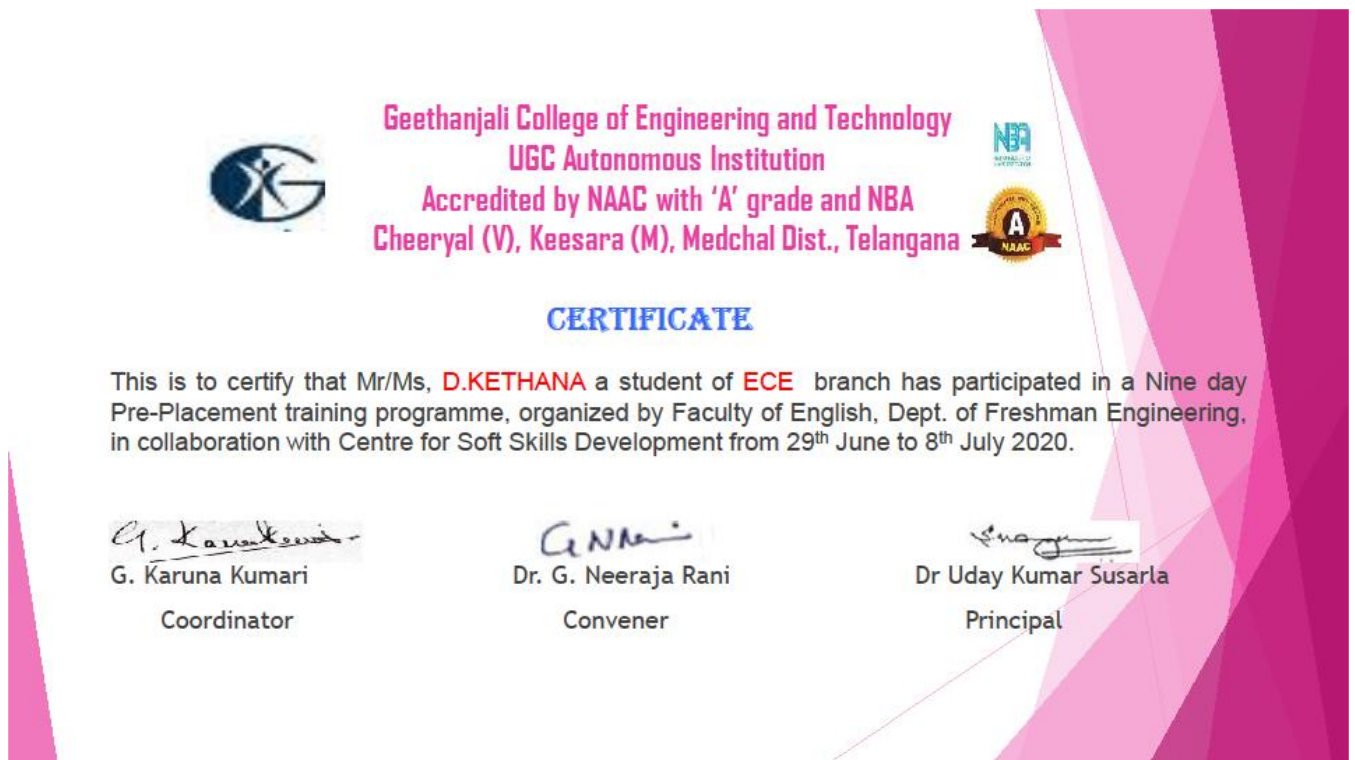 Geethanjali College of Engineering and Technology
UGC Autonomous Institution
Accredited by NAAC with ‘A’ grade and NBA
Cheeryal (V), Keesara (M), Medchal Dist., Telangana
NBA
A
NAAC
CERTIFICATE
This is to certify that Mr/Ms, D.KETHANA a student of ECE branch has participated in a Nine day
Pre-Placement training programme, organized by Faculty of English, Dept. of Freshman Engineering,
in collaboration with Centre for Soft Skills Development from 29th June to 8th July 2020.
G. Karuna Kumari
Dr. G. Neeraja Rani
Dr Uday Kumar Susarla
Coordinator
Convener
Principal